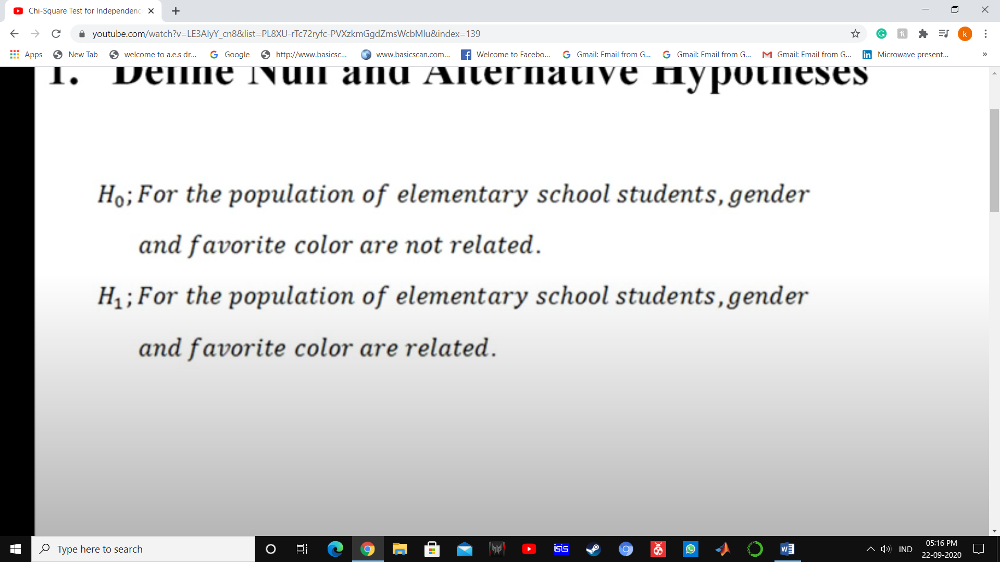 Chi-Square Test for Independenc
youtube.com/watch?v=LE3AIyY_cn8&list=PL8XU-rTc72ryfc-PVXzkmGgdZmsWcbMlu&index=139
k
Apps New Tab welcome to a.e.s dr... Google http://www.basicsc... www.basicscan.com... Welcome to Facebo... Gmail: Email from G... Gmail: Email from G... Gmail: Email from G... Microwave present... »
1. Define Null and Alternative Hypotheses
H₀; For the population of elementary school students, gender
and favorite color are not related.
H₁; For the population of elementary school students, gender
and favorite color are related.
Type here to search
isis
IND
05:16 PM
22-09-2020